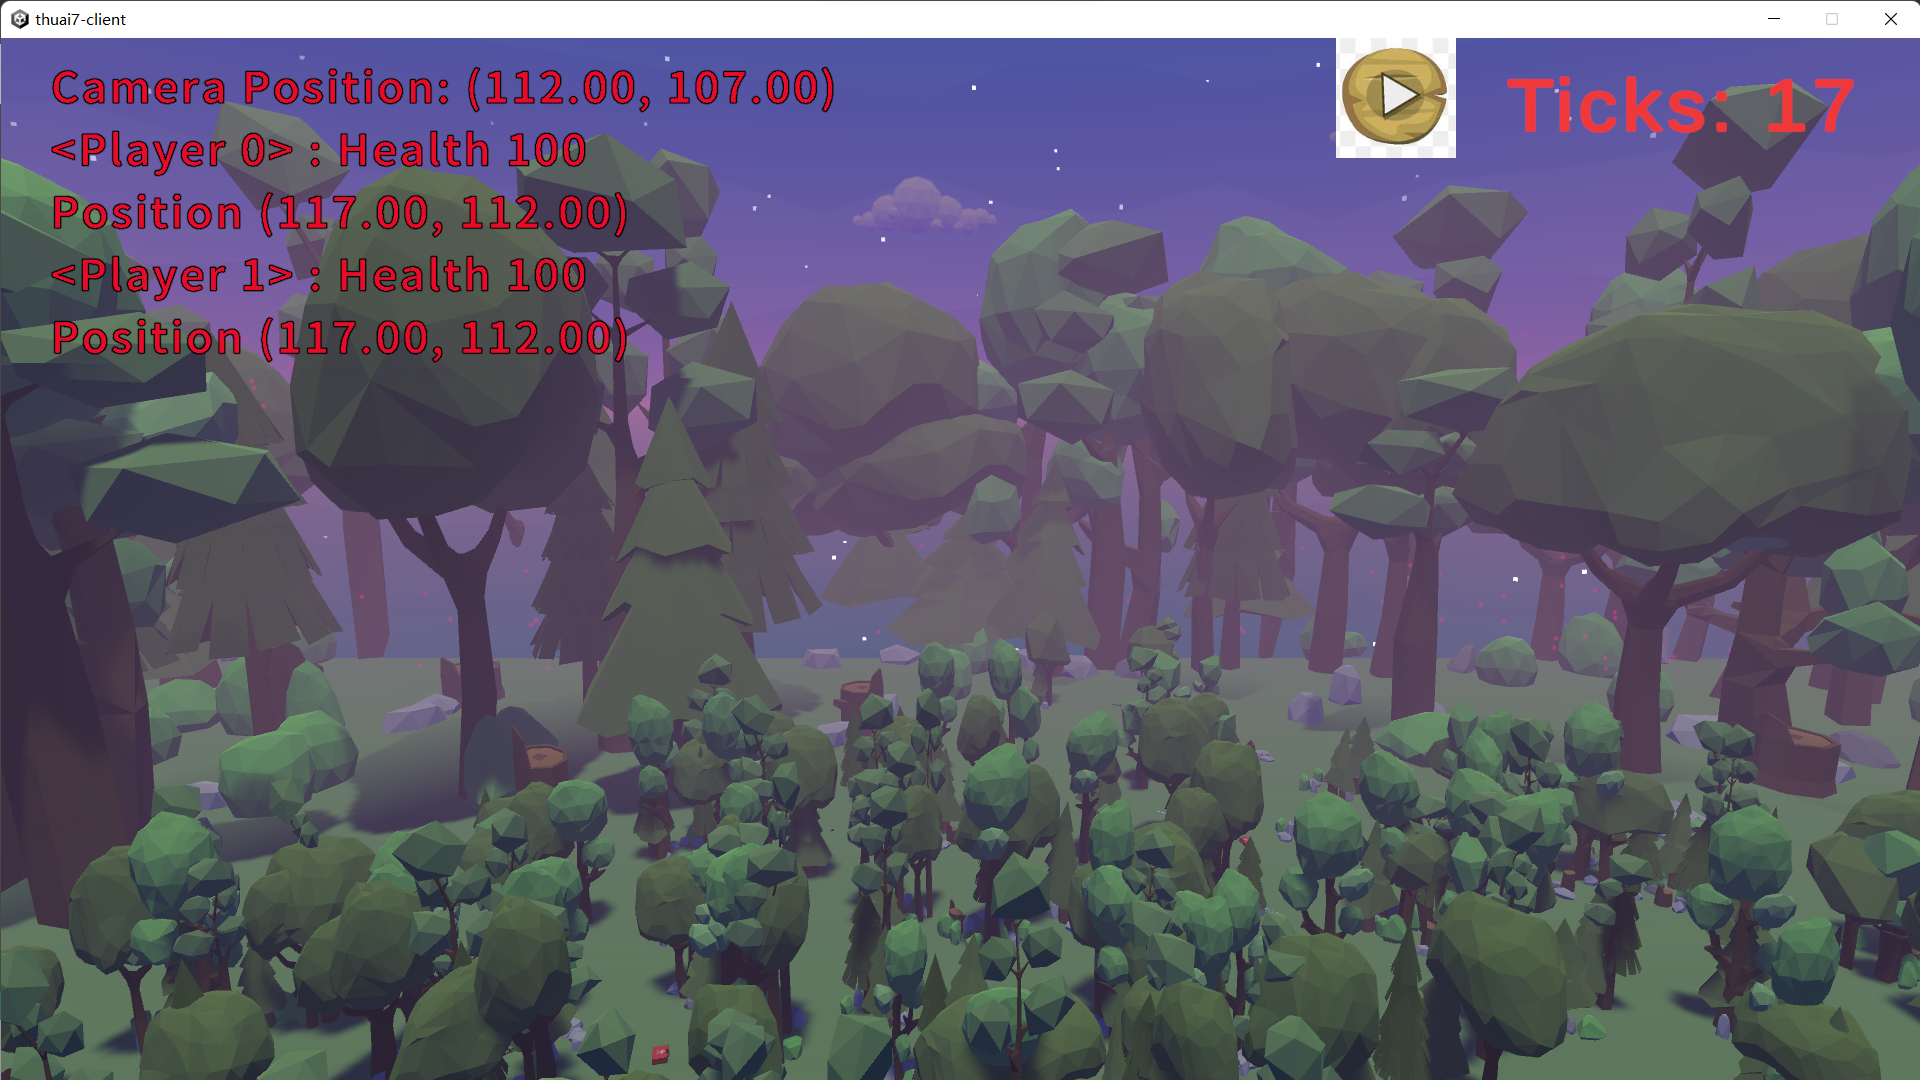 thuai7-client
Camera Position: (112.00, 107.00)
<Player 0> : Health 100
Position (117.00, 112.00)
<Player 1> : Health 100
Position (117.00, 112.00)
Ticks: 17